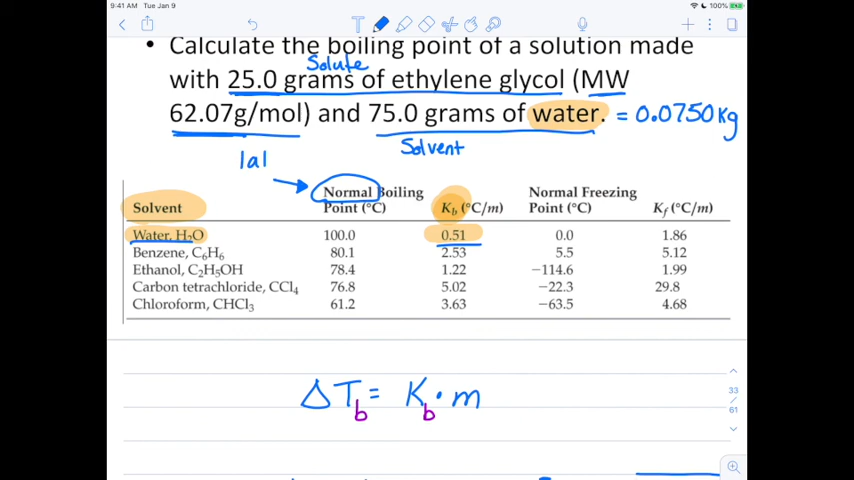 9:41 AM Tue Jan 9
100%
• Calculate the boiling point of a solution made
Solute
with 25.0 grams of ethylene glycol (MW
62.07g/mol) and 75.0 grams of water. = 0.0750 Kg
Solvent
1a1
Normal Boiling Normal Freezing
Solvent Point (°C) Kb (°C/m) Point (°C) Kf (°C/m)
Water, H₂O 100.0 0.51 0.0 1.86
Benzene, C₆H₆ 80.1 2.53 5.5 5.12
Ethanol, C₂H₅OH 78.4 1.22 −114.6 1.99
Carbon tetrachloride, CCl₄ 76.8 5.02 −22.3 29.8
Chloroform, CHCl₃ 61.2 3.63 −63.5 4.68
33
/
61
ΔTb = Kb · m